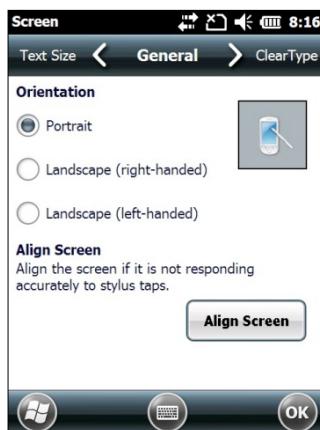 Screen 8:16
Text Size General ClearType
Orientation
Portrait
Landscape (right-handed)
Landscape (left-handed)
Align Screen
Align the screen if it is not responding
accurately to stylus taps.
Align Screen
OK